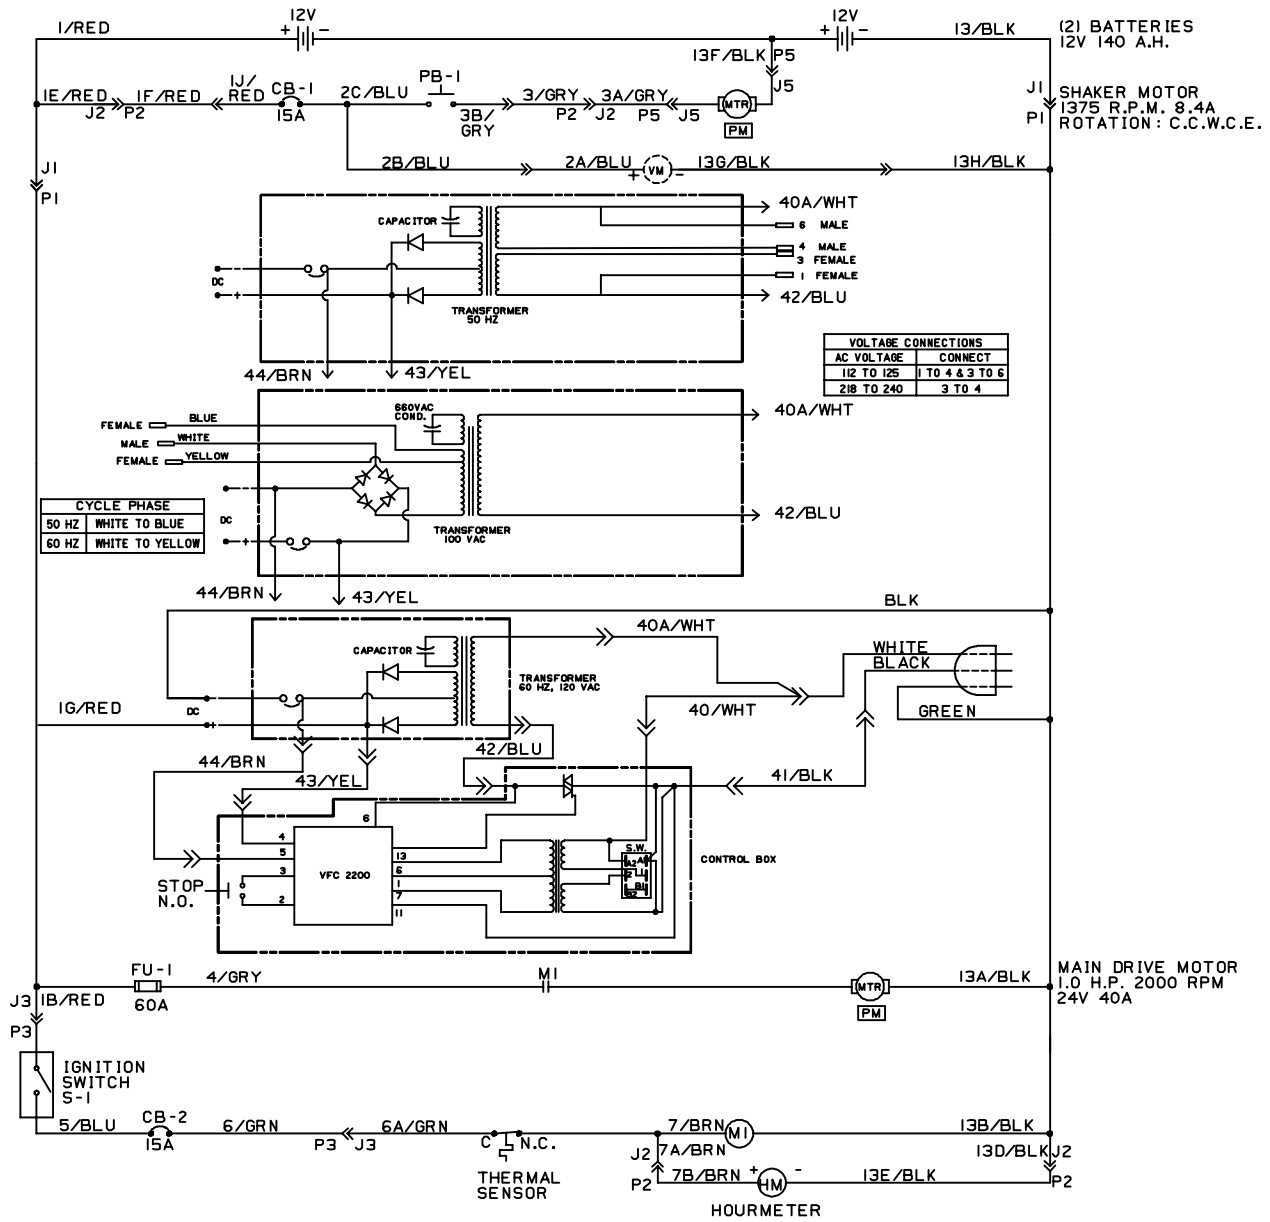 1/RED
12V
+ -
12V
+ -
13/BLK
(2) BATTERIES
12V 140 A.H.
13F/BLK P5
J5
1E/RED
J2 P2
1F/RED
1J/
RED
CB-1
15A
2C/BLU
PB-1
3B/
GRY
3/GRY
P2 J2
3A/GRY
P5 J5
MTR
PM
J1
P1
SHAKER MOTOR
1375 R.P.M. 8.4A
ROTATION: C.C.W.C.E.
J1
P1
2B/BLU
2A/BLU
+ VM -
13G/BLK
13H/BLK
CAPACITOR
40A/WHT
6 MALE
4 MALE
3 FEMALE
1 FEMALE
42/BLU
-
DC
+
TRANSFORMER
50 HZ
44/BRN
43/YEL
VOLTAGE CONNECTIONS
AC VOLTAGE CONNECT
112 TO 125 1 TO 4 & 3 TO 6
218 TO 240 3 TO 4
660VAC
COND.
40A/WHT
FEMALE BLUE
MALE WHITE
FEMALE YELLOW
CYCLE PHASE
50 HZ WHITE TO BLUE
60 HZ WHITE TO YELLOW
-
DC
+
TRANSFORMER
100 VAC
42/BLU
44/BRN
43/YEL
BLK
40A/WHT
CAPACITOR
WHITE
BLACK
TRANSFORMER
60 HZ, 120 VAC
1G/RED
-
DC
+
40/WHT
GREEN
44/BRN
42/BLU
43/YEL
41/BLK
6
4
5
3
2
VFC 2200
13
6
1
7
11
STOP
N.O.
S.W.
A2 A1
2 1
B1
B2
CONTROL BOX
FU-1
60A
4/GRY
M1
MTR
PM
13A/BLK
MAIN DRIVE MOTOR
1.0 H.P. 2000 RPM
24V 40A
J3 1B/RED
P3
IGNITION
SWITCH
S-1
5/BLU
CB-2
15A
6/GRN
P3 J3
6A/GRN
C N.C.
THERMAL
SENSOR
7/BRN
M1
13B/BLK
J2 7A/BRN
P2
13D/BLK J2
P2
7B/BRN
+ HM -
13E/BLK
HOURMETER